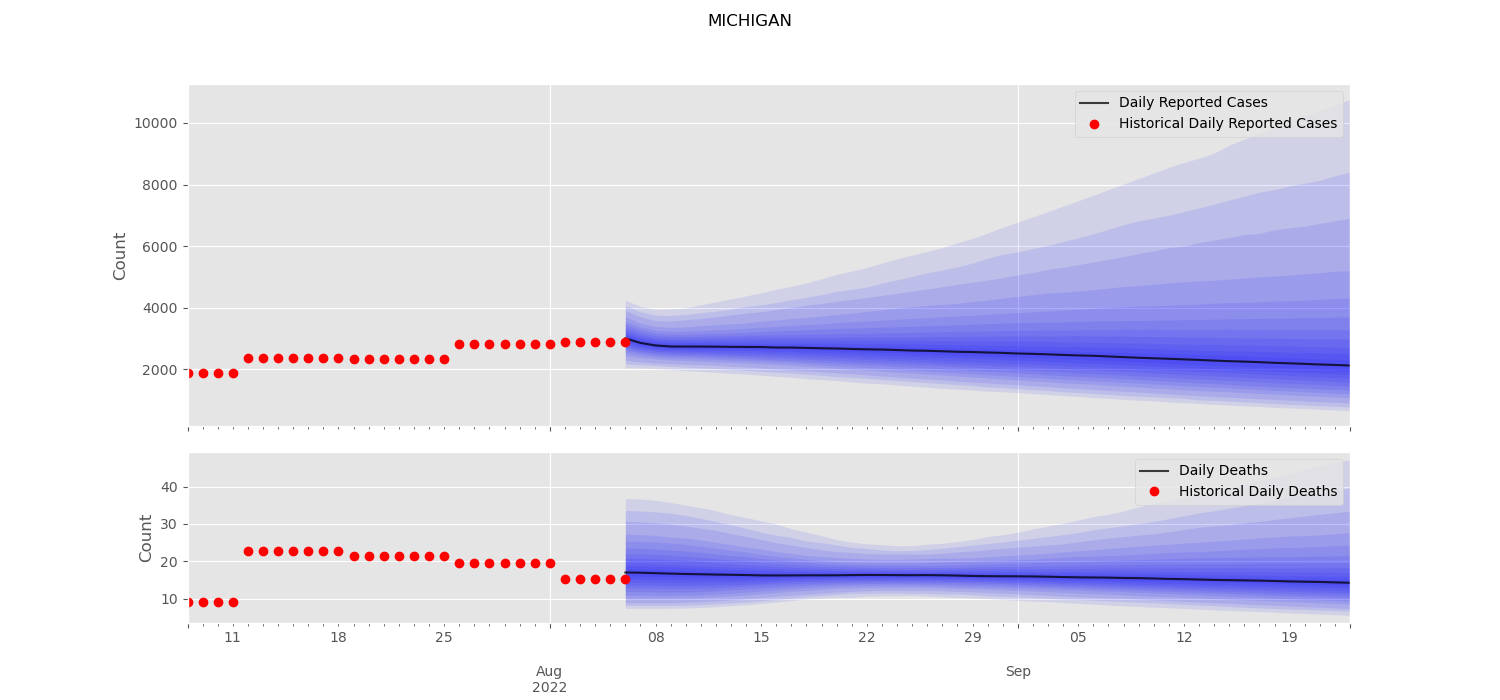 MICHIGAN
Daily Reported Cases
Historical Daily Reported Cases
10000
8000
6000
4000
2000
Count
Daily Deaths
Historical Daily Deaths
40
30
20
10
Count
11 18 25 08 15 22 29 05 12 19
Aug Sep
2022